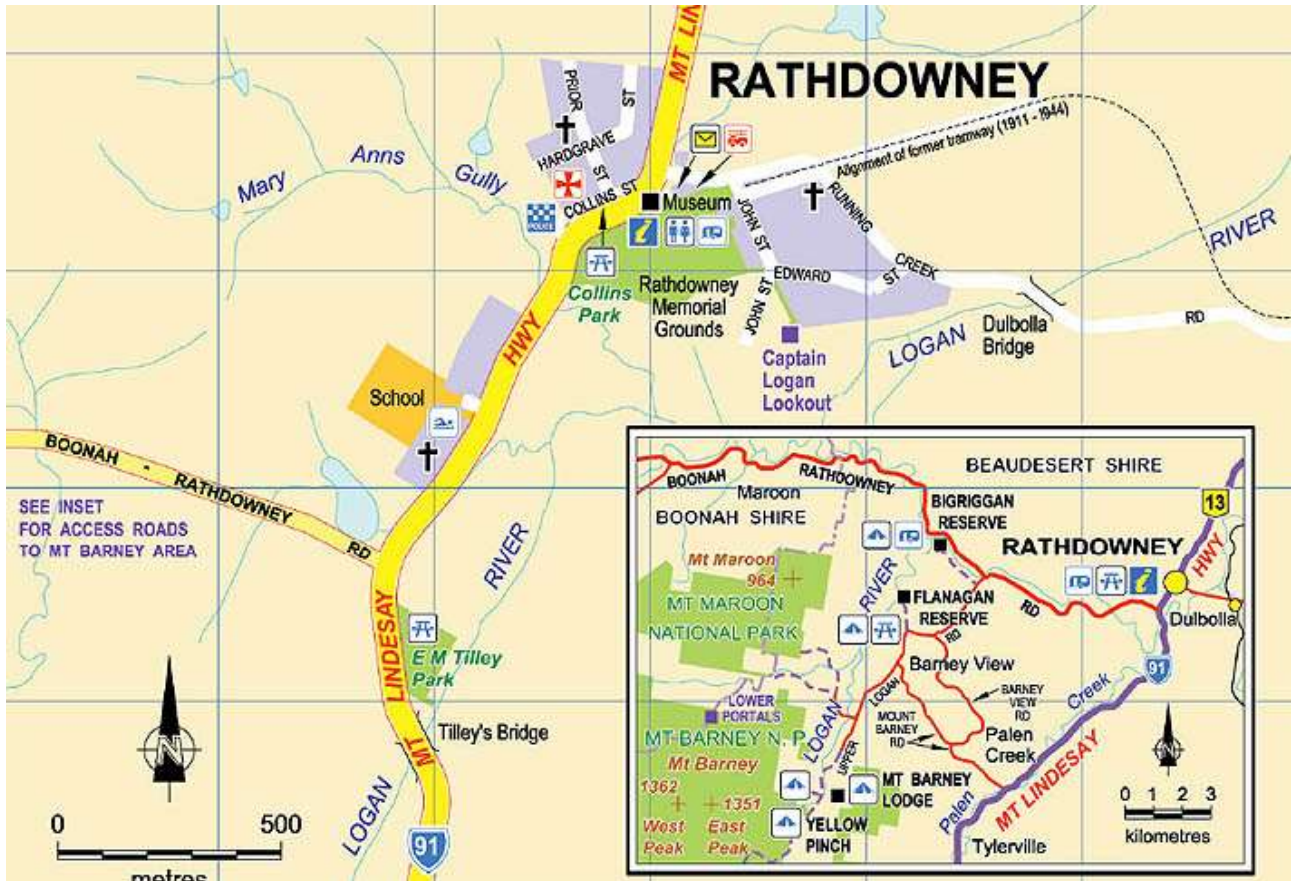 RATHDOWNEY
MT LIN
PRIOR
ST
ST
HARDGRAVE
COLLINS ST
Mary
Anns
Gully
POLICE
Museum
Alignment of former tramway (1911 - 1944)
JOHN ST
RUNNING
CREEK
RD
EDWARD
ST
JOHN ST
RIVER
LOGAN
Collins
Park
Rathdowney
Memorial
Grounds
Dulbolla
Bridge
Captain
Logan
Lookout
HWY
School
BOONAH - RATHDOWNEY
RD
SEE INSET
FOR ACCESS ROADS
TO MT BARNEY AREA
RIVER
LINDESAY
E M Tilley
Park
Tilley's Bridge
MT
LOGAN
N
0
500
metres
91
BEAUDESERT SHIRE
BOONAH
RATHDOWNEY
Maroon
BOONAH SHIRE
BIGRIGGAN
RESERVE
13
RATHDOWNEY
HWY
Mt Maroon
964
MT MAROON
NATIONAL PARK
RIVER
FLANAGAN
RESERVE
RD
Dulbolla
RD
Barney View
91
LOWER
PORTALS
LOGAN
BARNEY
VIEW
RD
Creek
MOUNT
BARNEY
RD
Palen
Creek
MT BARNEY N. P
Mt Barney
LOGAN
UPPER
N
1362
1351
West
Peak
East
Peak
MT BARNEY
LODGE
YELLOW
PINCH
Palen
MT LINDESAY
Tylerville
0 1 2 3
kilometres